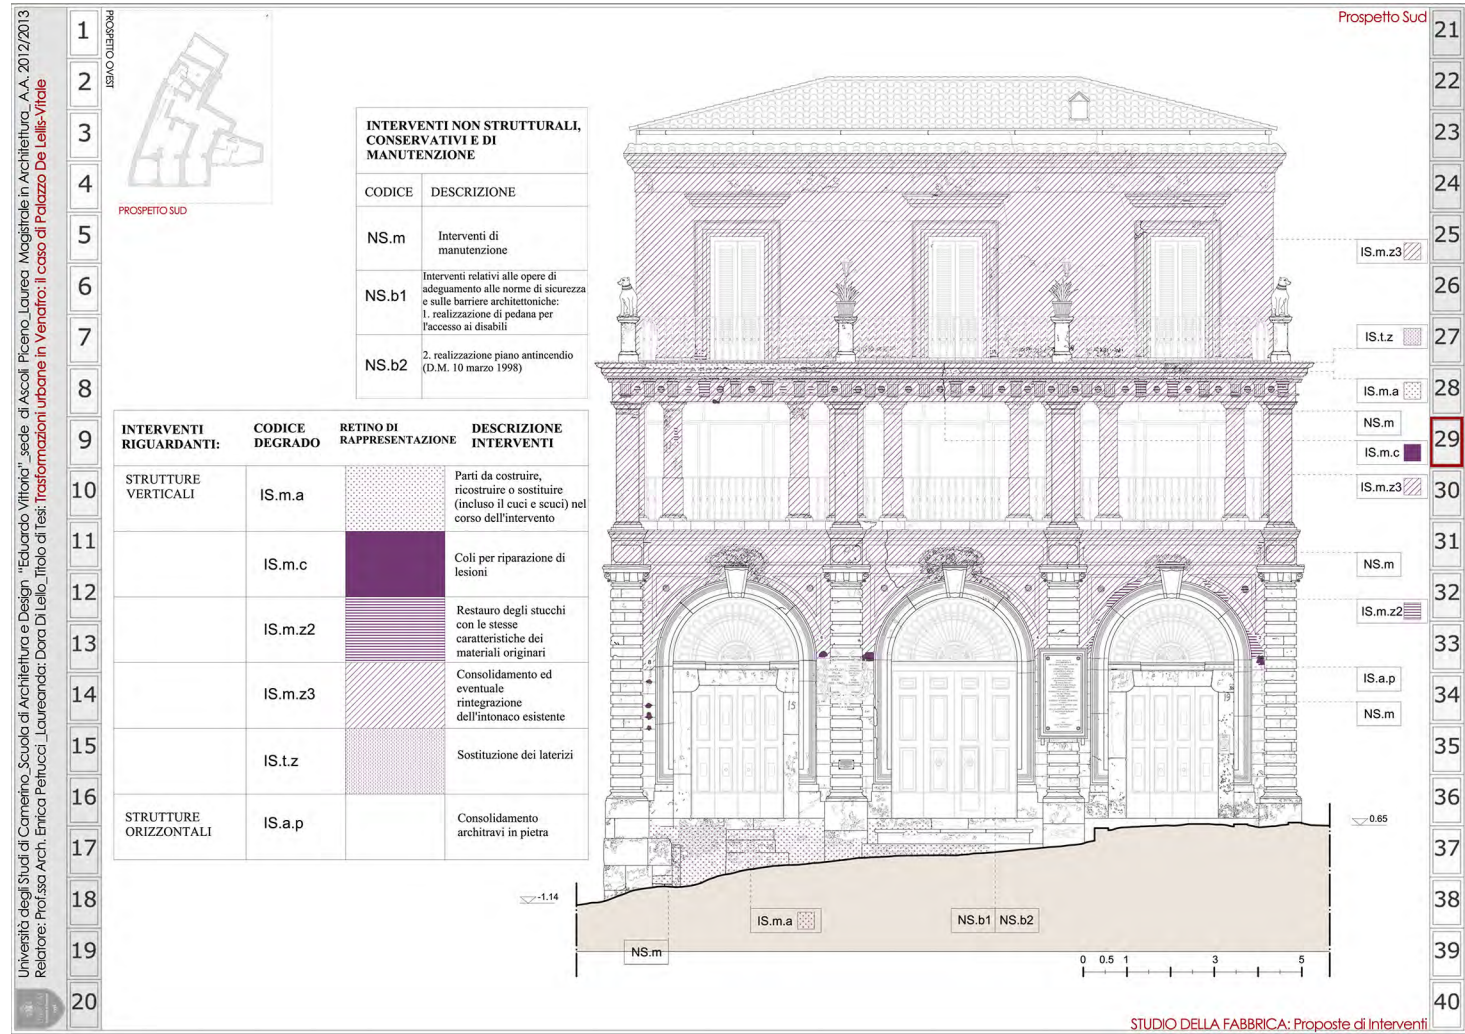 Università degli Studi di Camerino_Scuola di Architettura e Design "Eduardo Vittoria"_sede di Ascoli Piceno_Laurea Magistrale in Architettura_ A.A. 2012/2013
Relatore: Prof.ssa Arch. Enrica Petrucci _Laureanda: Dora Di Lello_Titolo di Tesi: Trasformazioni urbane in Venafro: il caso di Palazzo De Lellis-Vitale
1
2
3
4
5
6
7
8
9
10
11
12
13
14
15
16
17
18
19
20
PROSPETTO OVEST
PROSPETTO SUD
INTERVENTI NON STRUTTURALI,
CONSERVATIVI E DI
MANUTENZIONE
CODICE DESCRIZIONE
NS.m
Interventi di
manutenzione
NS.b1
Interventi relativi alle opere di
adeguamento alle norme di sicurezza
e sulle barriere architettoniche:
1. realizzazione di pedana per
l'accesso ai disabili
NS.b2
2. realizzazione piano antincendio
(D.M. 10 marzo 1998)
INTERVENTI
RIGUARDANTI:
CODICE
DEGRADO
RETINO DI
RAPPRESENTAZIONE
DESCRIZIONE
INTERVENTI
STRUTTURE
VERTICALI
IS.m.a
Parti da costruire,
ricostruire o sostituire
(incluso il cuci e scuci) nel
corso dell'intervento
IS.m.c
Coli per riparazione di
lesioni
IS.m.z2
Restauro degli stucchi
con le stesse
caratteristiche dei
materiali originari
IS.m.z3
Consolidamento ed
eventuale
rintegrazione
dell'intonaco esistente
IS.t.z
Sostituzione dei laterizi
STRUTTURE
ORIZZONTALI
IS.a.p
Consolidamento
architravi in pietra
Prospetto Sud
IS.m.z3
IS.t.z
IS.m.a
NS.m
IS.m.c
IS.m.z3
NS.m
IS.m.z2
IS.a.p
NS.m
15
15
0.65
-1.14
IS.m.a
NS.b1 NS.b2
NS.m
0 0.5 1 3 5
STUDIO DELLA FABBRICA: Proposte di Interventi
21
22
23
24
25
26
27
28
29
30
31
32
33
34
35
36
37
38
39
40